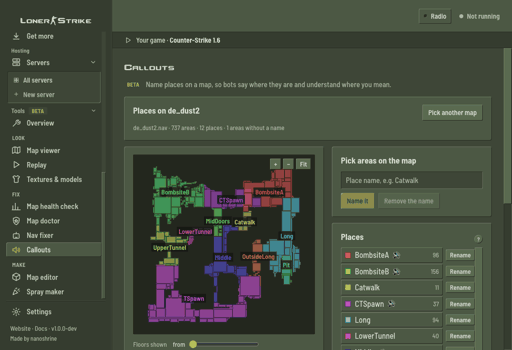 LONERSTRIKE
Get more
Hosting
Servers
All servers
New server
Tools BETA
Overview
LOOK
Map viewer
Replay
Textures & models
FIX
Map health check
Map doctor
Nav fixer
Callouts
MAKE
Map editor
Spray maker
Settings
Website · Docs · v1.0.0-dev
Made by nanoshrine
Radio
Not running
Your game · Counter-Strike 1.6
CALLOUTS
BETA Name places on a map, so bots say where they are and understand where you mean.
Places on de_dust2
de_dust2.nav · 737 areas · 12 places · 1 areas without a name
Pick another map
+ − Fit
BombsiteB
BombsiteA
CTSpawn
MidDoors
Catwalk
LowerTunnel
Long
UpperTunnel
Middle
OutsideLong
Pit
TSpawn
Floors shown from
Pick areas on the map
Place name, e.g. Catwalk
Name it
Remove the name
Places
BombsiteA 96 Rename
BombsiteB 156 Rename
Catwalk 11 Rename
CTSpawn 37 Rename
Long 94 Rename
LowerTunnel 40 Rename